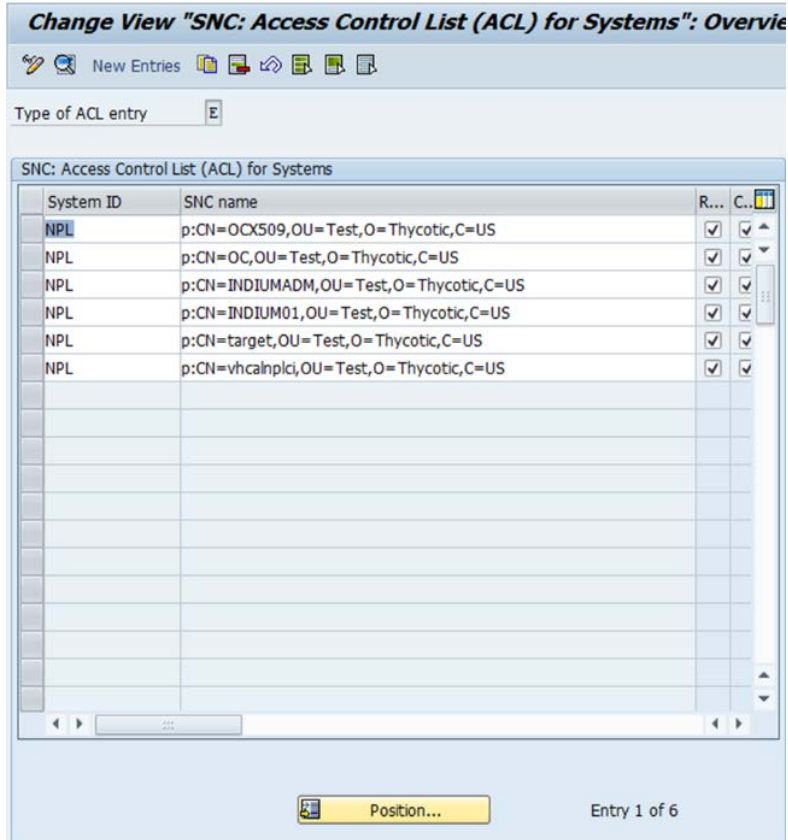 Change View "SNC: Access Control List (ACL) for Systems": Overvie
New Entries
Type of ACL entry E
SNC: Access Control List (ACL) for Systems
System ID SNC name R... C..
NPL p:CN=OCX509,OU=Test,O=Thycotic,C=US
NPL p:CN=OC,OU=Test,O=Thycotic,C=US
NPL p:CN=INDIUMADM,OU=Test,O=Thycotic,C=US
NPL p:CN=INDIUM01,OU=Test,O=Thycotic,C=US
NPL p:CN=target,OU=Test,O=Thycotic,C=US
NPL p:CN=vhcalnplci,OU=Test,O=Thycotic,C=US
Position... Entry 1 of 6